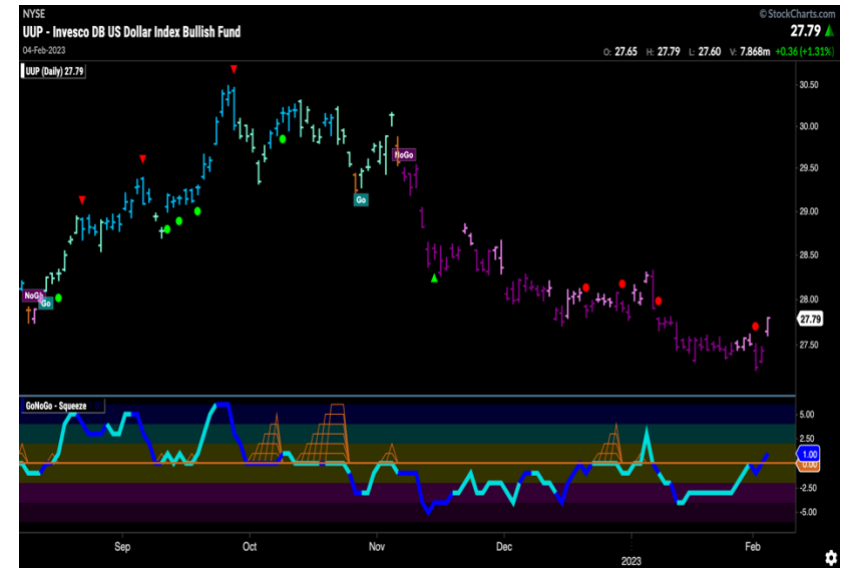 NYSE
© StockCharts.com
UUP - Invesco DB US Dollar Index Bullish Fund
27.79
04-Feb-2023
O: 27.65 H: 27.79 L: 27.60 V: 7.868m +0.36 (+1.31%)
UUP (Daily) 27.79
30.50
30.00
NoGo
29.50
Go
29.00
28.50
NoGo
Go
28.00
27.79
27.50
GoNoGo - Squeeze
5.00
2.50
1.00
0.00
-2.50
-5.00
Sep
Oct
Nov
Dec
2023
Feb